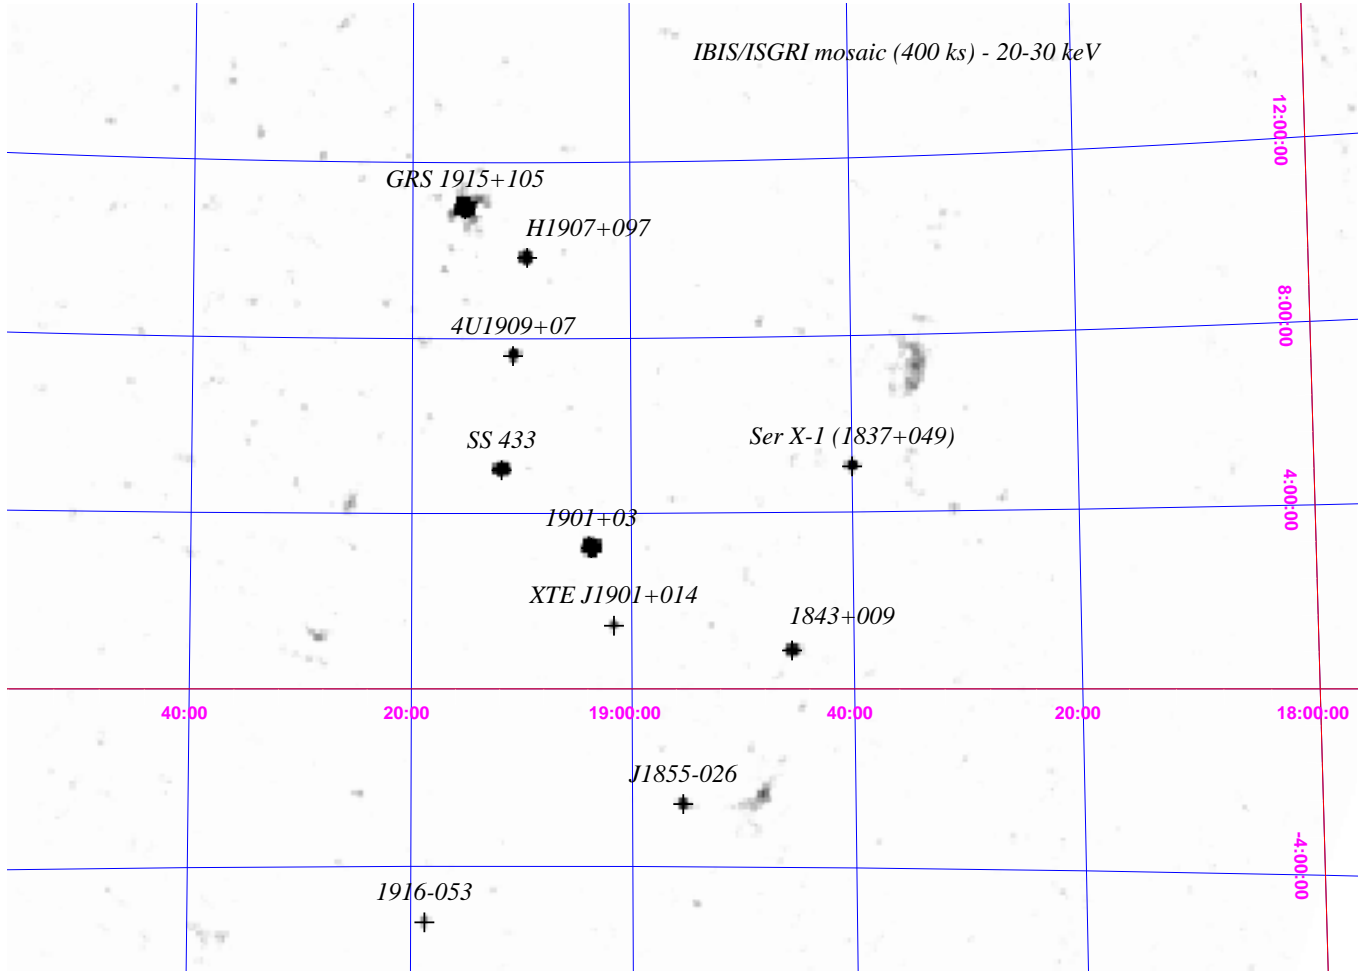 IBIS/ISGRI mosaic (400 ks) - 20-30 keV
12:00:00
GRS 1915+105
H1907+097
8:00:00
4U1909+07
SS 433
Ser X-1 (1837+049)
4:00:00
1901+03
XTE J1901+014
1843+009
40:00
20:00
19:00:00
40:00
20:00
18:00:00
J1855-026
-4:00:00
1916-053